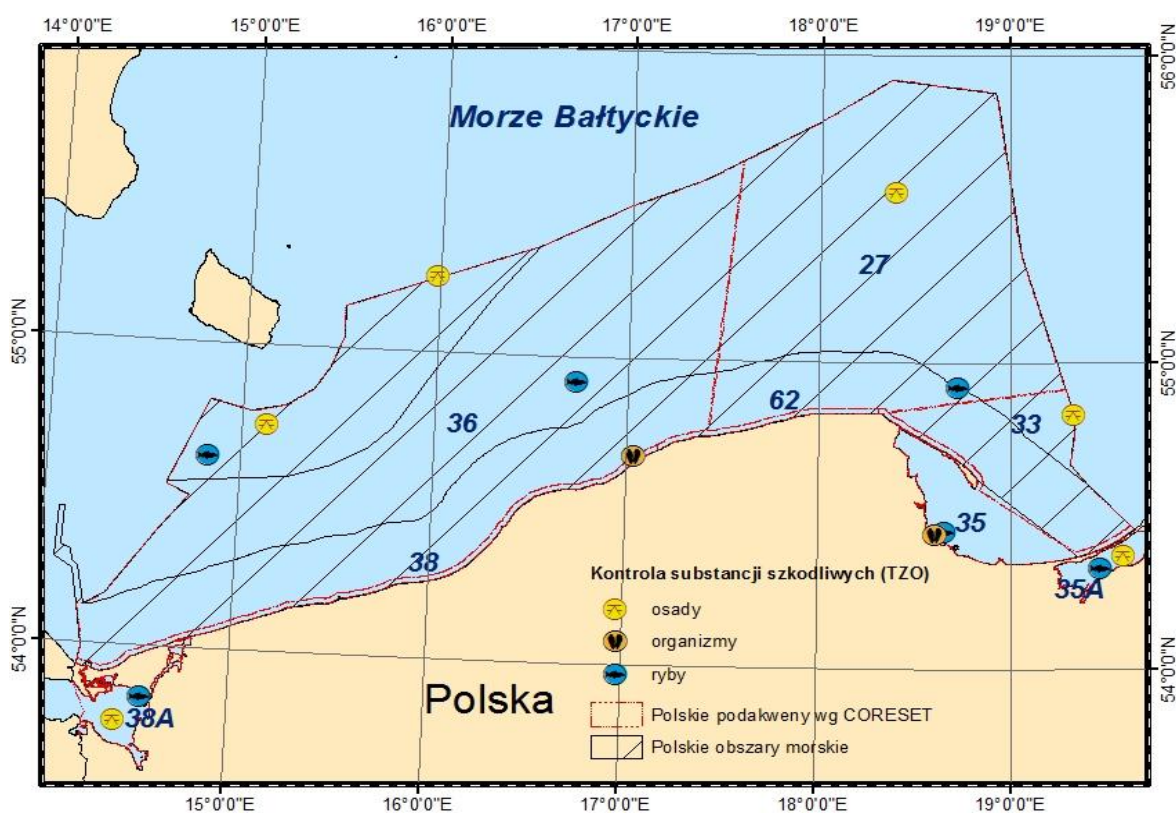 14°0'0"E 15°0'0"E 16°0'0"E 17°0'0"E 18°0'0"E 19°0'0"E
56°0'0"N
Morze Bałtyckie
27
55°0'0"N
55°0'0"N
36
62
33
35
38
35A
Kontrola substancji szkodliwych (TZO)
osady
organizmy
ryby
Polskie podakweny wg CORESET
Polskie obszary morskie
54°0'0"N
54°0'0"N
Polska
38A
15°0'0"E 16°0'0"E 17°0'0"E 18°0'0"E 19°0'0"E